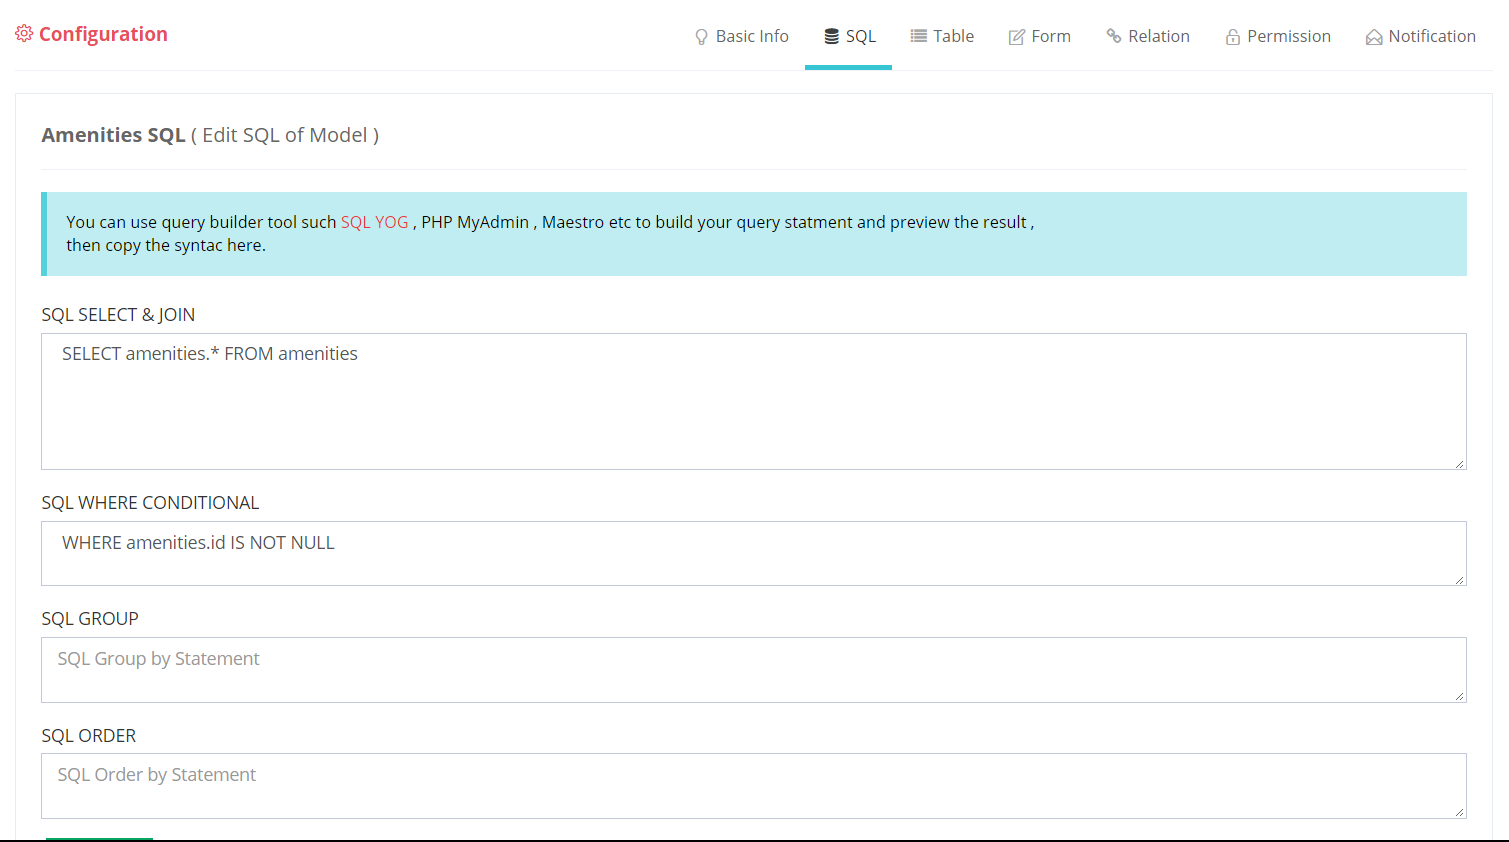 Configuration
Basic Info
SQL
Table
Form
Relation
Permission
Notification
Amenities SQL ( Edit SQL of Model )
You can use query builder tool such SQL YOG , PHP MyAdmin , Maestro etc to build your query statment and preview the result ,
then copy the syntac here.
SQL SELECT & JOIN
SELECT amenities.* FROM amenities
SQL WHERE CONDITIONAL
WHERE amenities.id IS NOT NULL
SQL GROUP
SQL Group by Statement
SQL ORDER
SQL Order by Statement